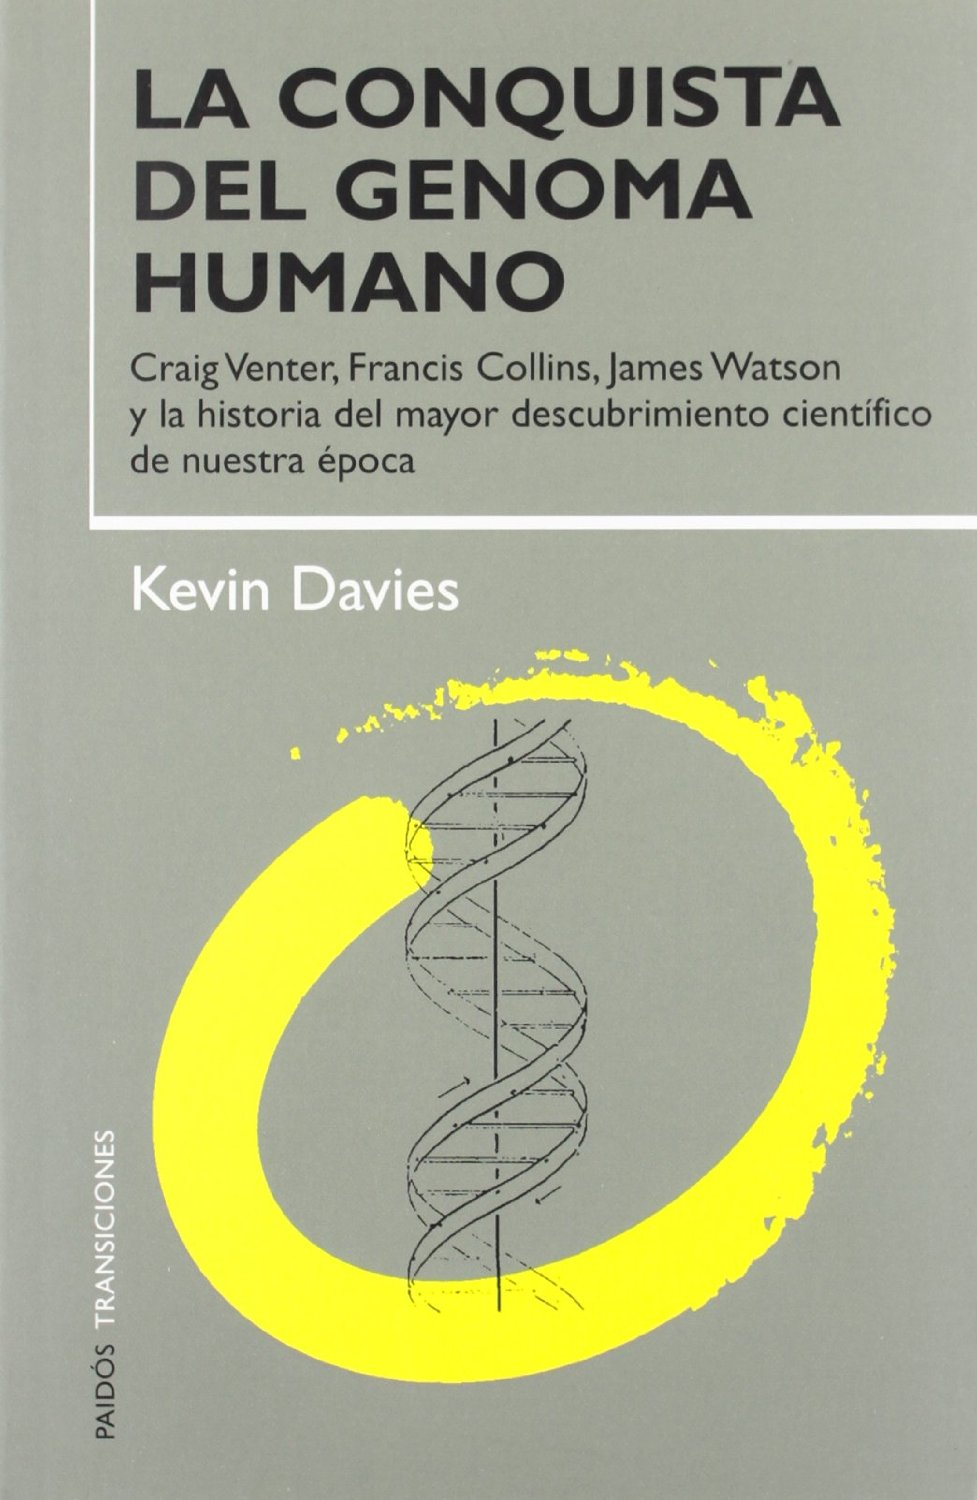 LA CONQUISTA
DEL GENOMA
HUMANO
Craig Venter, Francis Collins, James Watson
y la historia del mayor descubrimiento científico
de nuestra época
Kevin Davies
PAIDÓS TRANSICIONES